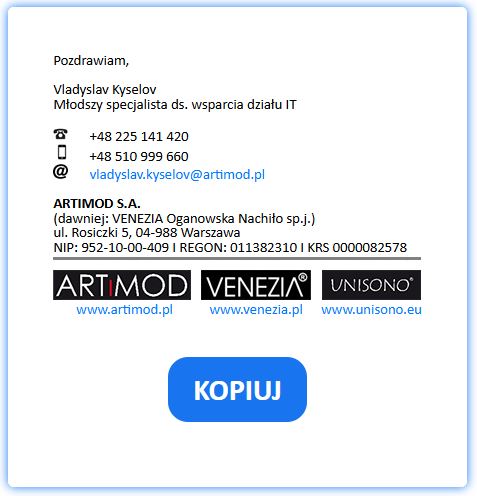 Pozdrawiam,
Vladyslav Kyselov
Młodszy specjalista ds. wsparcia działu IT
+48 225 141 420
+48 510 999 660
@ vladyslav.kyselov@artimod.pl
ARTIMOD S.A.
(dawniej: VENEZIA Oganowska Nachiło sp.j.)
ul. Rosiczki 5, 04-988 Warszawa
NIP: 952-10-00-409 I REGON: 011382310 I KRS 0000082578
ARTiMOD VENEZIA® UNISONO®
www.artimod.pl www.venezia.pl www.unisono.eu
KOPIUJ